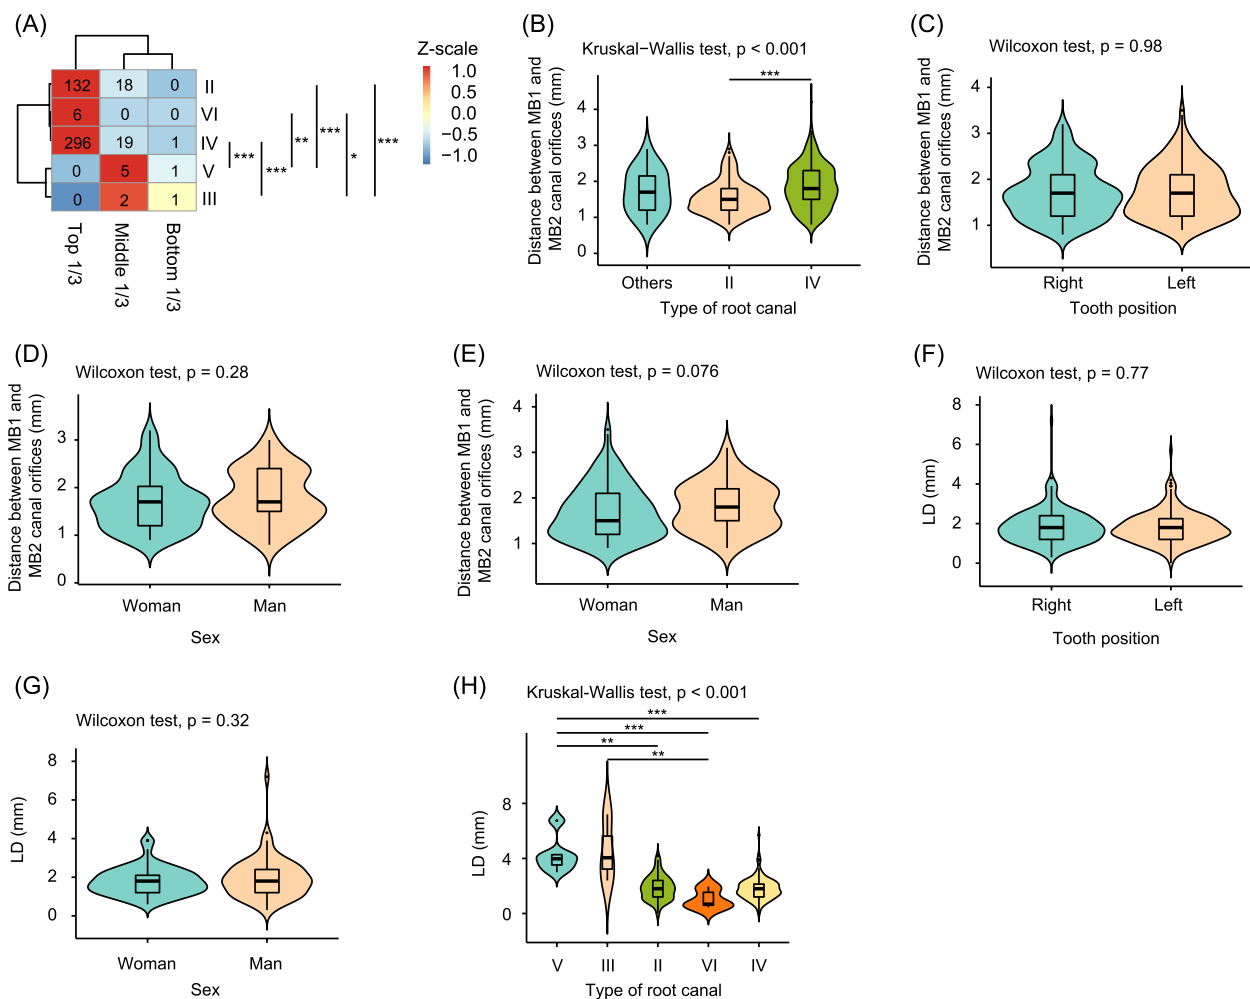 (A)
132 18 0 II
6 0 0 VI
296 19 1 IV
0 5 1 V
0 2 1 III
Top 1/3
Middle 1/3
Bottom 1/3
***
***
**
***
*
***
Z-scale
1.0
0.5
0.0
−0.5
−1.0
(B)
Kruskal−Wallis test, p < 0.001
***
Distance between MB1 and
MB2 canal orifices (mm)
4
3
2
1
0
Others II IV
Type of root canal
(C)
Wilcoxon test, p = 0.98
Distance between MB1 and
MB2 canal orifices (mm)
4
3
2
1
Right Left
Tooth position
(D)
Wilcoxon test, p = 0.28
Distance between MB1 and
MB2 canal orifices (mm)
3
2
1
0
Woman Man
Sex
(E)
Wilcoxon test, p = 0.076
Distance between MB1 and
MB2 canal orifices (mm)
4
3
2
1
Woman Man
Sex
(F)
Wilcoxon test, p = 0.77
LD (mm)
8
6
4
2
0
Right Left
Tooth position
(G)
Wilcoxon test, p = 0.32
LD (mm)
8
6
4
2
0
Woman Man
Sex
(H)
Kruskal-Wallis test, p < 0.001
***
***
**
**
LD (mm)
8
4
0
V III II VI IV
Type of root canal